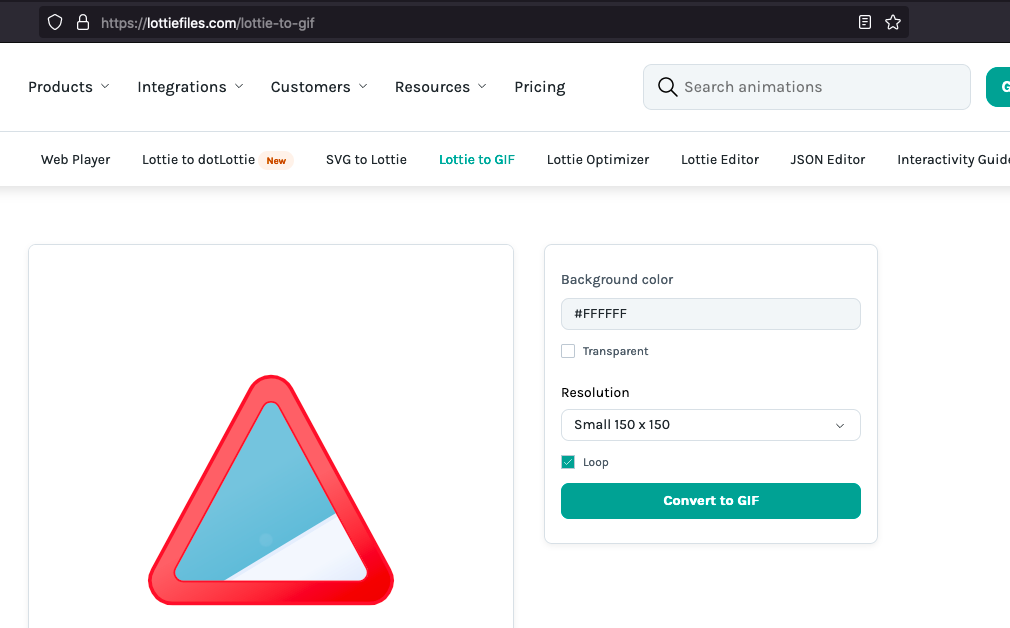 https://lottiefiles.com/lottie-to-gif
Products Integrations Customers Resources Pricing Search animations G
Web Player Lottie to dotLottie New SVG to Lottie Lottie to GIF Lottie Optimizer Lottie Editor JSON Editor Interactivity Guide
Background color
#FFFFFF
Transparent
Resolution
Small 150 x 150
Loop
Convert to GIF